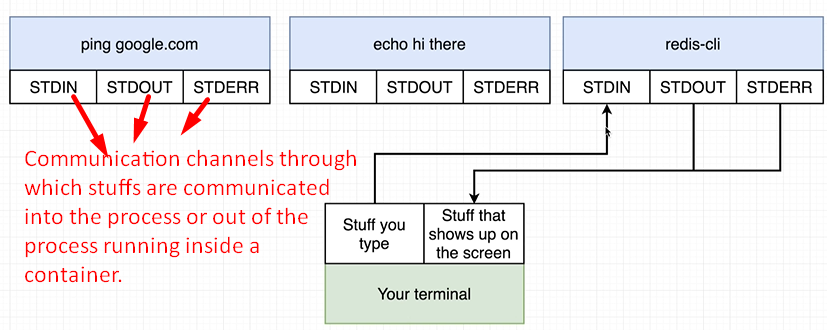 ping google.com
echo hi there
redis-cli
STDIN STDOUT STDERR
STDIN STDOUT STDERR
STDIN STDOUT STDERR
Communication channels through
which stuffs are communicated
into the process or out of the
process running inside a
container.
Stuff you
type
Stuff that
shows up on
the screen
Your terminal